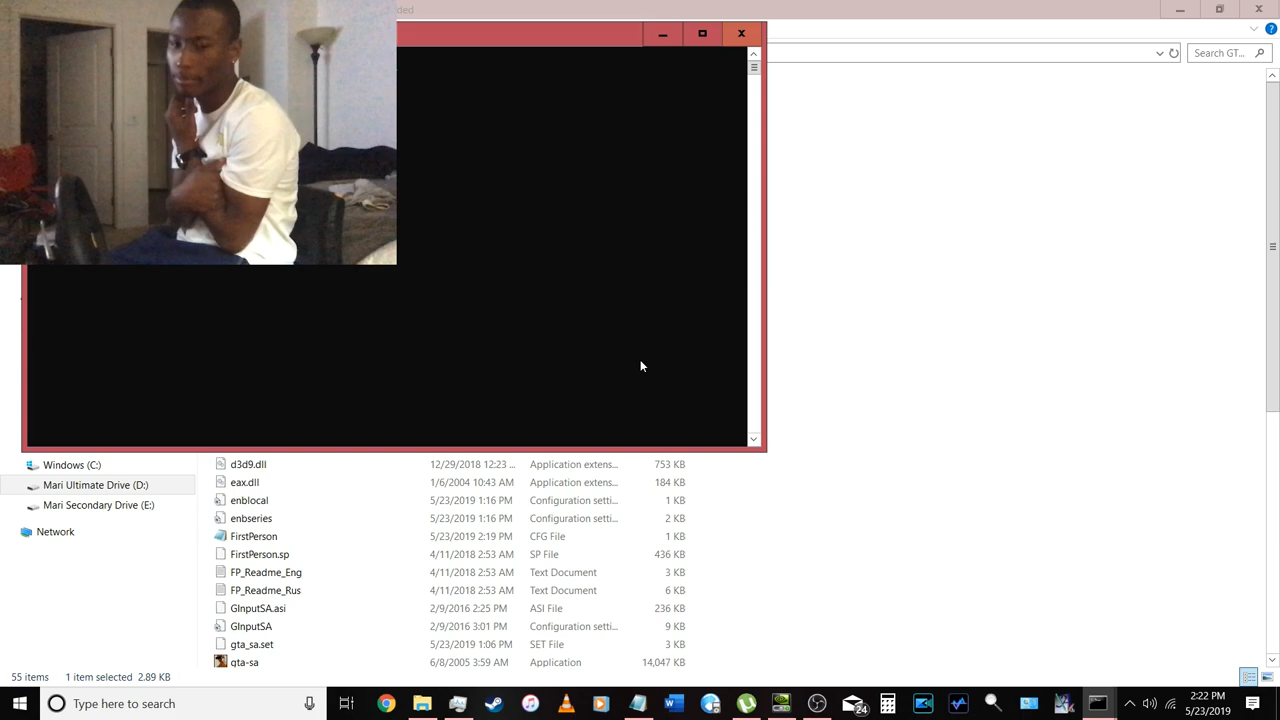 ded
Search GT...
Windows (C:)
Mari Ultimate Drive (D:)
Mari Secondary Drive (E:)
Network
d3d9.dll 12/29/2018 12:23 ... Application extens... 753 KB
eax.dll 1/6/2004 10:43 AM Application extens... 184 KB
enblocal 5/23/2019 1:16 PM Configuration setti... 1 KB
enbseries 5/23/2019 1:16 PM Configuration setti... 2 KB
FirstPerson 5/23/2019 2:19 PM CFG File 1 KB
FirstPerson.sp 4/11/2018 2:53 AM SP File 436 KB
FP_Readme_Eng 4/11/2018 2:53 AM Text Document 3 KB
FP_Readme_Rus 4/11/2018 2:53 AM Text Document 6 KB
GInputSA.asi 2/9/2016 2:25 PM ASI File 236 KB
GInputSA 2/9/2016 3:01 PM Configuration setti... 9 KB
gta_sa.set 5/23/2019 1:06 PM SET File 3 KB
gta-sa 6/8/2005 3:59 AM Application 14,047 KB
55 items 1 item selected 2.89 KB
Type here to search
24
2:22 PM
5/23/2019